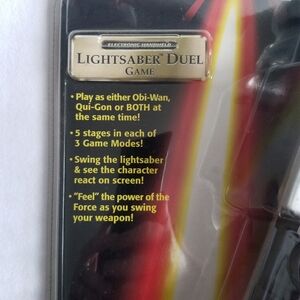 ELECTRONIC HANDHELD
LIGHTSABER DUEL
GAME
• Play as either Obi-Wan,
Qui-Gon or BOTH at
the same time!
• 5 stages in each of
3 Game Modes!
• Swing the lightsaber
& see the character
react on screen!
• "Feel" the power of the
Force as you swing
your weapon!